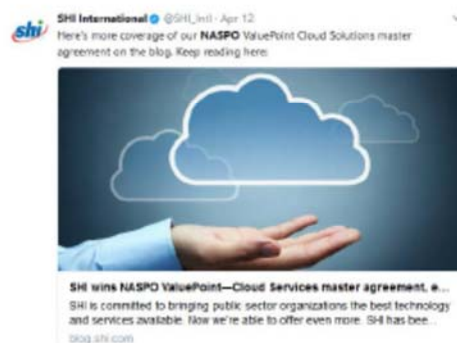 shi
SHI International @SHI_Intl · Apr 12
Here's more coverage of our NASPO ValuePoint Cloud Solutions master
agreement on the blog. Keep reading here:
SHI wins NASPO ValuePoint—Cloud Services master agreement, e...
SHI is committed to bringing public sector organizations the best technology
and services available. Now we're able to offer even more. SHI has bee...
blog.shi.com